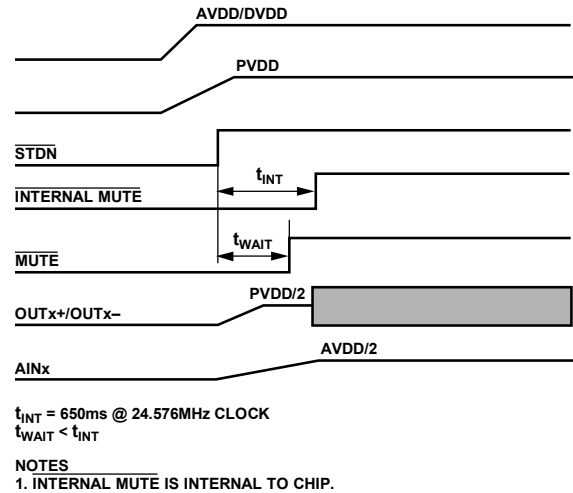 AVDD/DVDD
PVDD
STDN
tINT
INTERNAL MUTE
tWAIT
MUTE
PVDD/2
OUTx+/OUTx–
AVDD/2
AINx
tINT = 650ms @ 24.576MHz CLOCK
tWAIT < tINT
NOTES
1. INTERNAL MUTE IS INTERNAL TO CHIP.